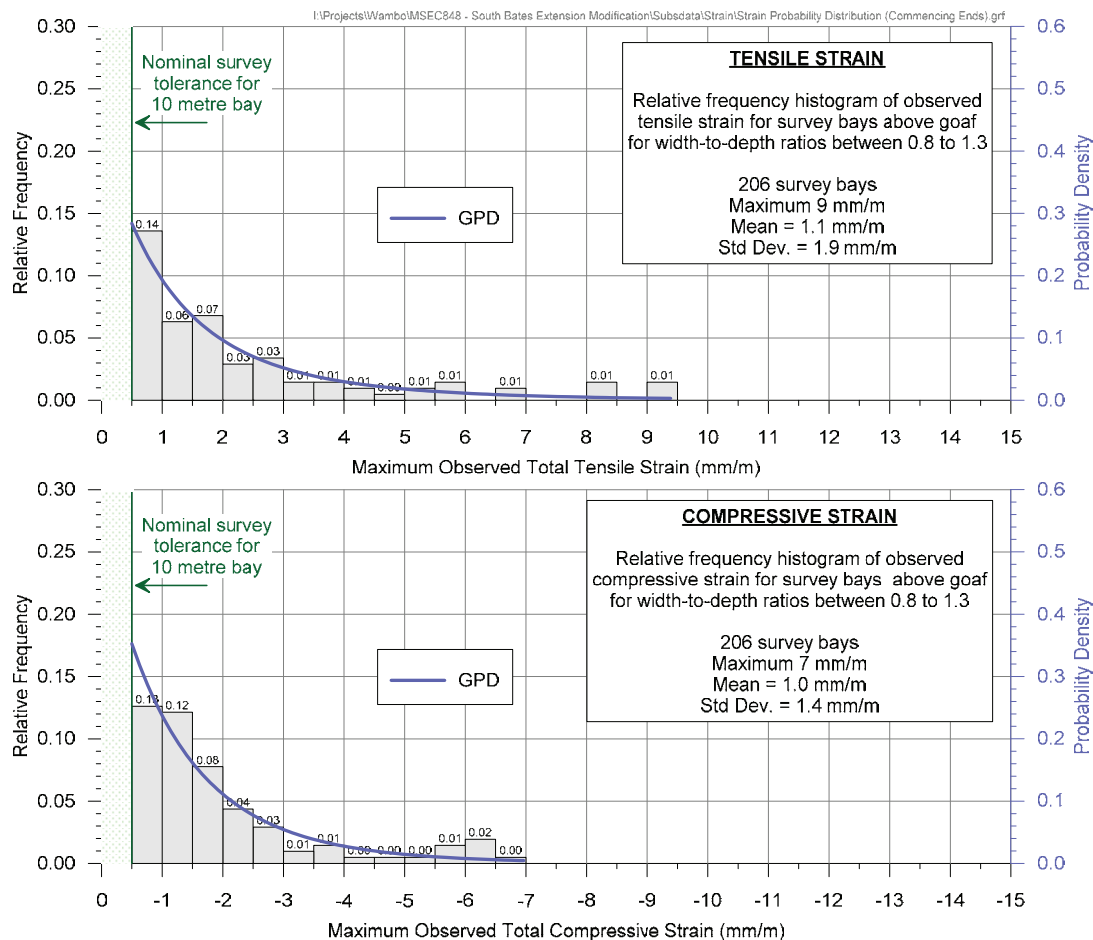 I:\Projects\Wambo\MSEC848 - South Bates Extension Modification\Subsdata\Strain\Strain Probability Distribution (Commencing Ends).grf
0.30
0.25
0.20
0.15
0.10
0.05
0.00
Relative Frequency
Nominal survey
tolerance for
10 metre bay
TENSILE STRAIN
Relative frequency histogram of observed
tensile strain for survey bays above goaf
for width-to-depth ratios between 0.8 to 1.3
206 survey bays
Maximum 9 mm/m
Mean = 1.1 mm/m
Std Dev. = 1.9 mm/m
GPD
0.14
0.06
0.07
0.03
0.03
0.01
0.01
0.01
0.00
0.01
0.01
0.01
0.01
0.01
0.6
0.5
0.4
0.3
0.2
0.1
0.0
Probability Density
0 1 2 3 4 5 6 7 8 9 10 11 12 13 14 15
Maximum Observed Total Tensile Strain (mm/m)
0.30
0.25
0.20
0.15
0.10
0.05
0.00
Relative Frequency
Nominal survey
tolerance for
10 metre bay
COMPRESSIVE STRAIN
Relative frequency histogram of observed
compressive strain for survey bays above goaf
for width-to-depth ratios between 0.8 to 1.3
206 survey bays
Maximum 7 mm/m
Mean = 1.0 mm/m
Std Dev. = 1.4 mm/m
GPD
0.13
0.12
0.08
0.04
0.03
0.01
0.01
0.00
0.00
0.00
0.01
0.02
0.00
0.6
0.5
0.4
0.3
0.2
0.1
0.0
Probability Density
0 -1 -2 -3 -4 -5 -6 -7 -8 -9 -10 -11 -12 -13 -14 -15
Maximum Observed Total Compressive Strain (mm/m)